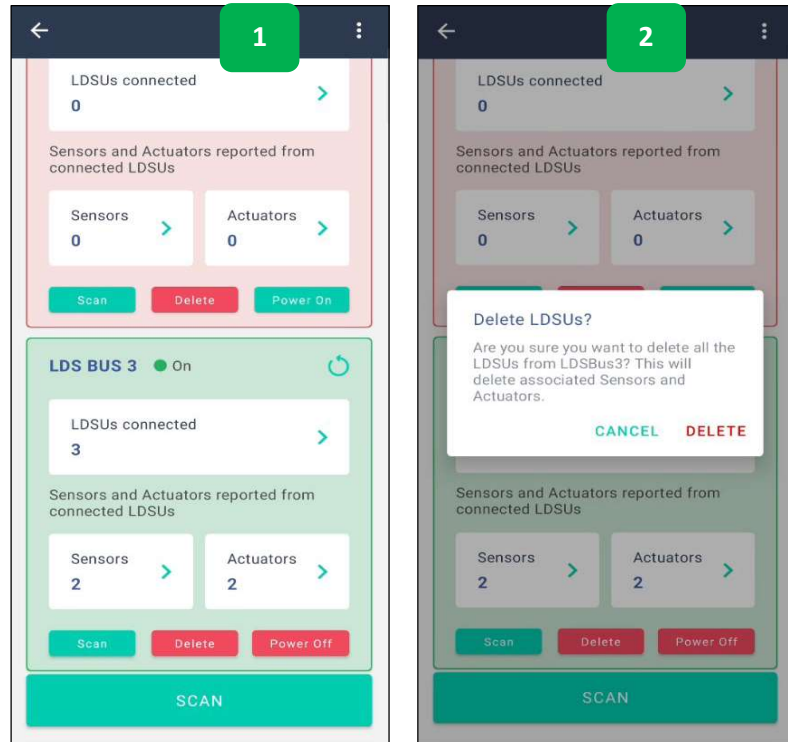 1
LDSUs connected
0
Sensors and Actuators reported from
connected LDSUs
Sensors
0
Actuators
0
Scan
Delete
Power On
LDS BUS 3
On
LDSUs connected
3
Sensors and Actuators reported from
connected LDSUs
Sensors
2
Actuators
2
Scan
Delete
Power Off
SCAN
2
LDSUs connected
0
Sensors and Actuators reported from
connected LDSUs
Sensors
0
Actuators
0
Delete LDSUs?
Are you sure you want to delete all the
LDSUs from LDSBus3? This will
delete associated Sensors and
Actuators.
CANCEL
DELETE
Sensors and Actuators reported from
connected LDSUs
Sensors
2
Actuators
2
Scan
Delete
Power Off
SCAN